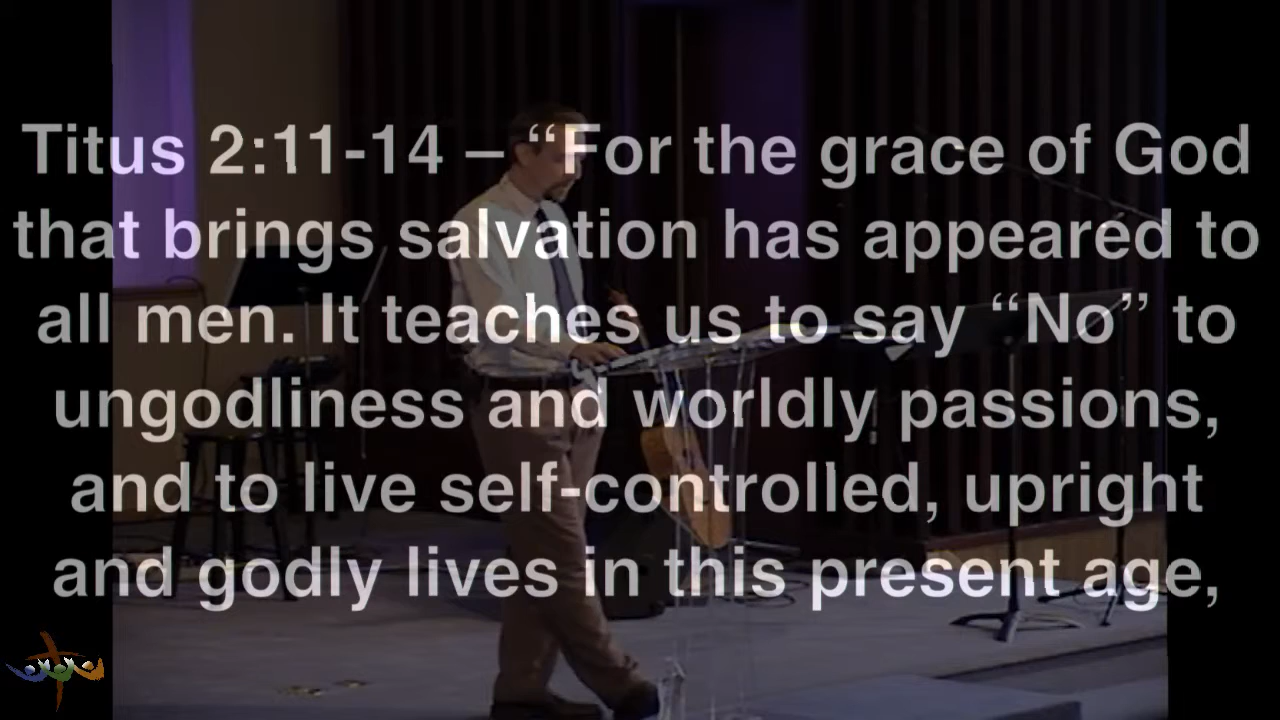 Titus 2:11-14 – “For the grace of God
that brings salvation has appeared to
all men. It teaches us to say “No” to
ungodliness and worldly passions,
and to live self-controlled, upright
and godly lives in this present age,